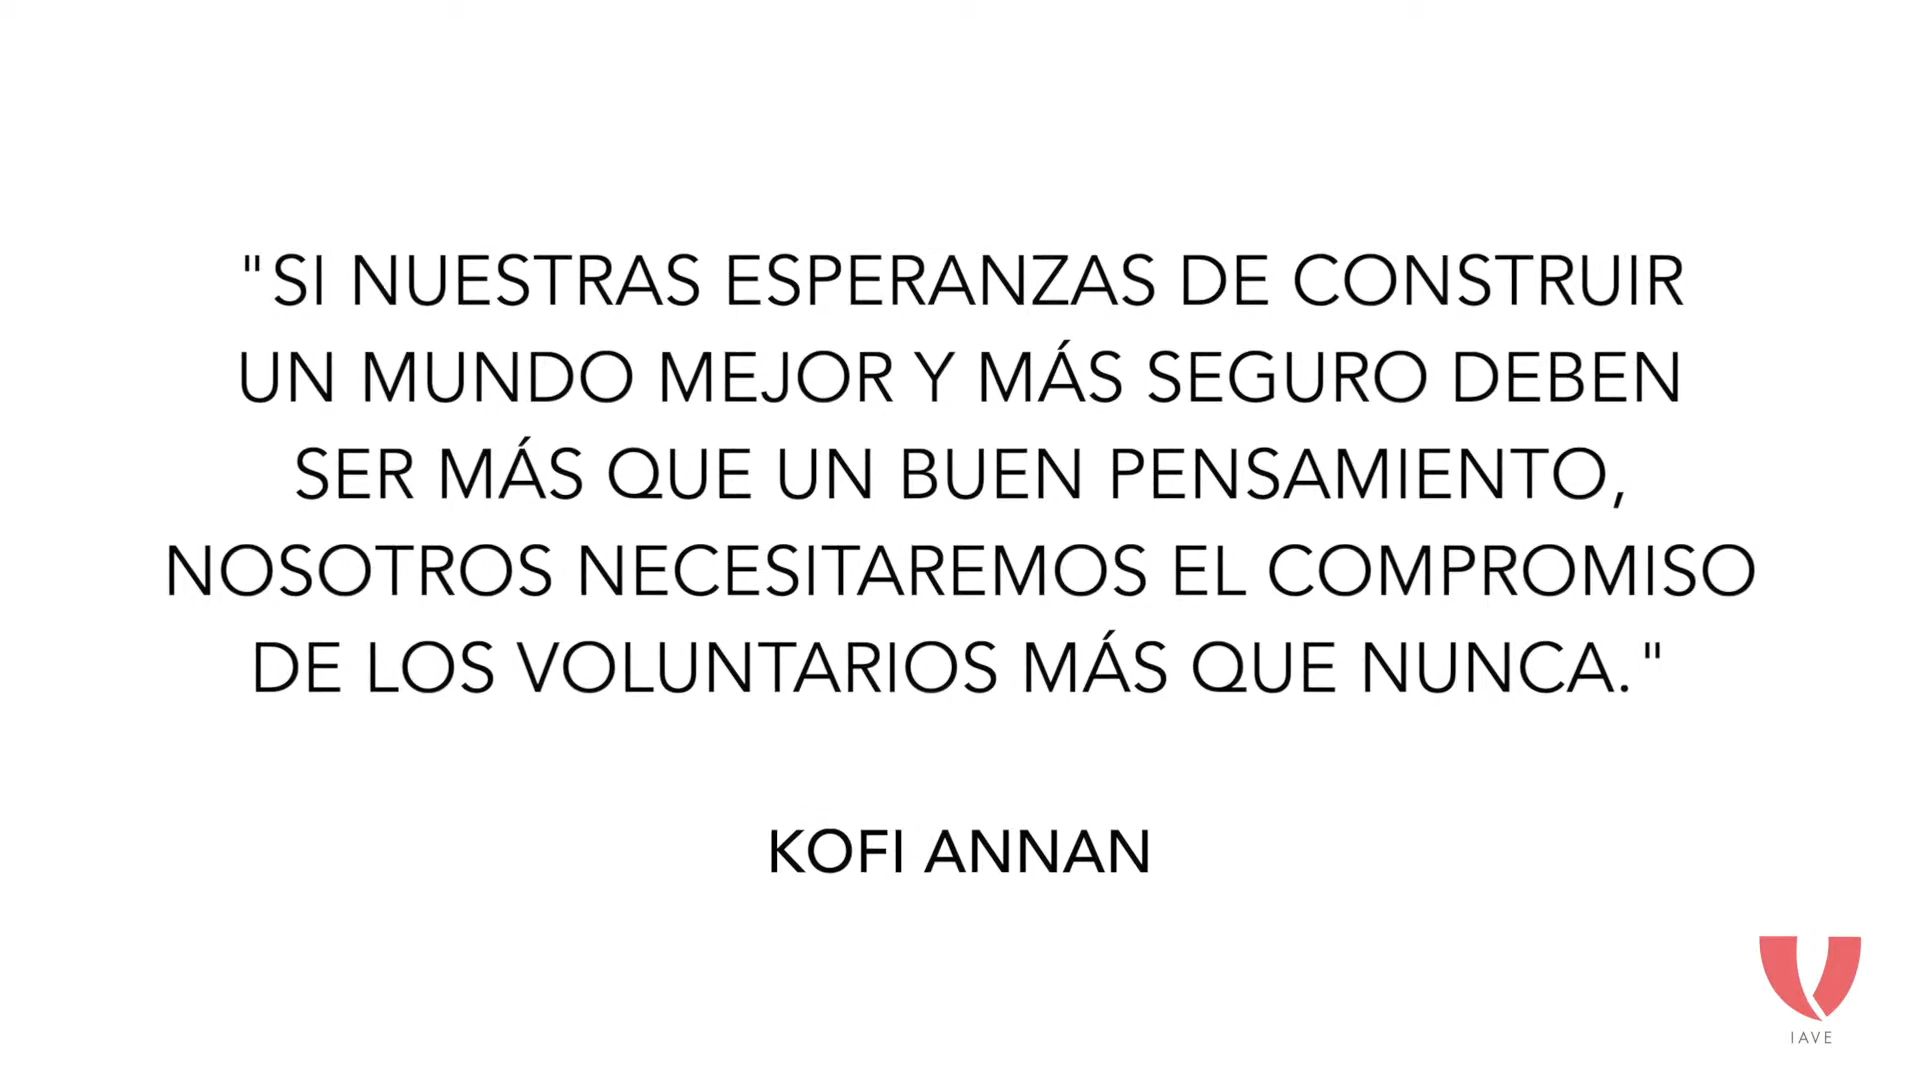 "SI NUESTRAS ESPERANZAS DE CONSTRUIR
UN MUNDO MEJOR Y MÁS SEGURO DEBEN
SER MÁS QUE UN BUEN PENSAMIENTO,
NOSOTROS NECESITAREMOS EL COMPROMISO
DE LOS VOLUNTARIOS MÁS QUE NUNCA."
KOFI ANNAN
IAVE